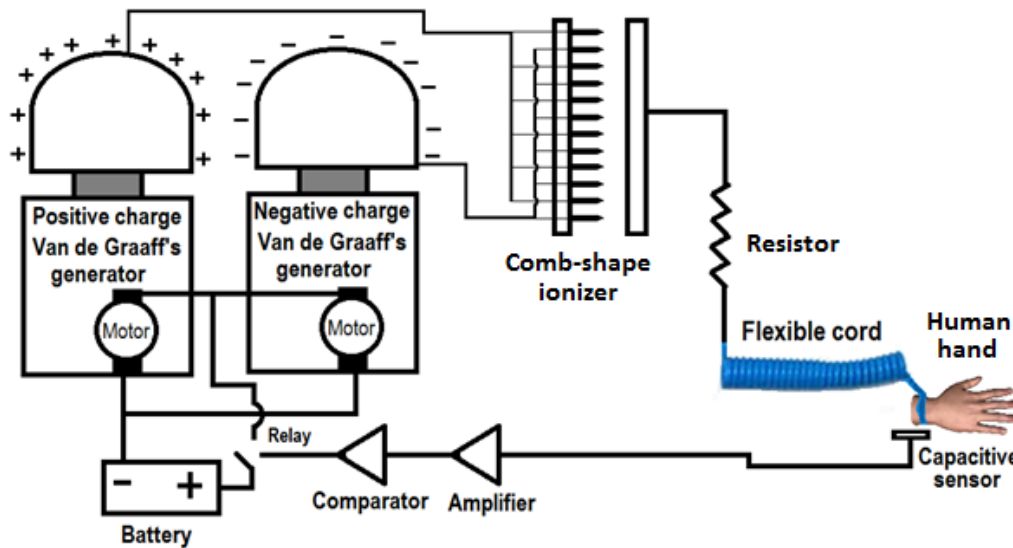 Positive charge
Van de Graaff's
generator
Motor
Negative charge
Van de Graaff's
generator
Motor
Comb-shape
ionizer
Resistor
Flexible cord
Human
hand
Relay
Comparator
Amplifier
Capacitive
sensor
- +
Battery